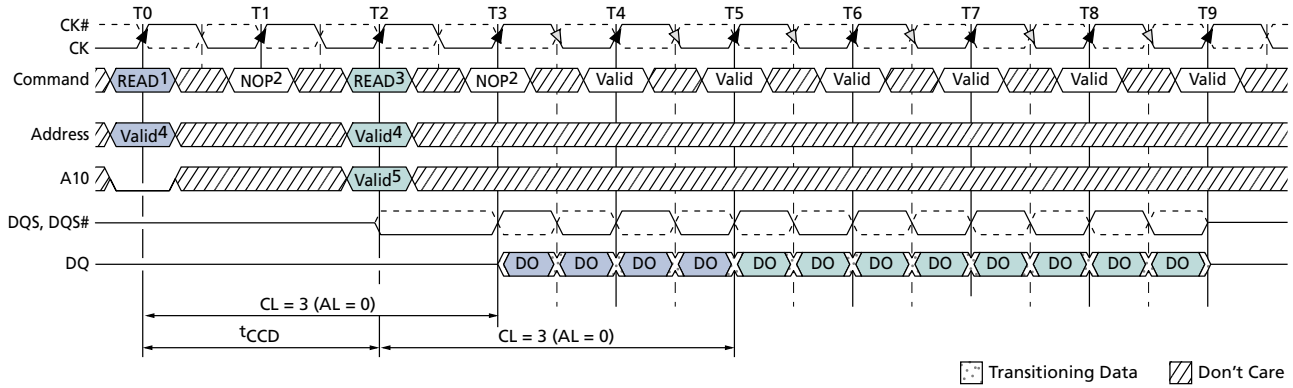 T0 T1 T2 T3 T4 T5 T6 T7 T8 T9
CK#
CK
Command READ1 NOP2 READ3 NOP2 Valid Valid Valid Valid Valid Valid
Address Valid4 Valid4
A10 Valid5
DQS, DQS#
DQ DO DO DO DO DO DO DO DO DO DO DO DO
CL = 3 (AL = 0)
tCCD CL = 3 (AL = 0)
Transitioning Data Don't Care